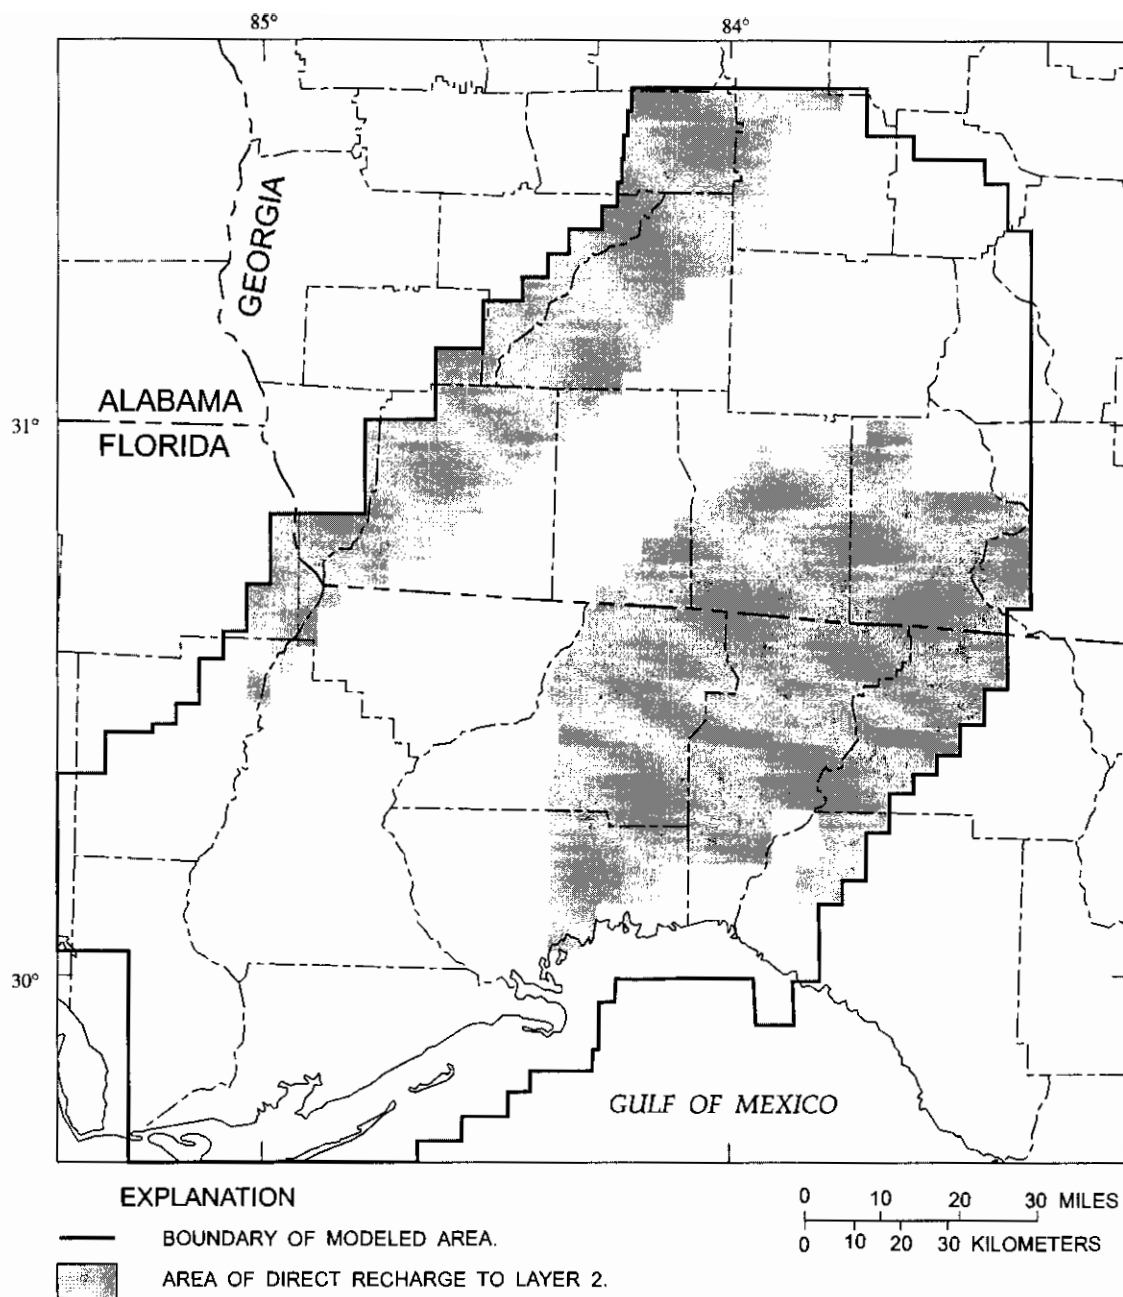 85° 84°
GEORGIA
31°
ALABAMA
FLORIDA
30°
GULF OF MEXICO
EXPLANATION
BOUNDARY OF MODELED AREA.
AREA OF DIRECT RECHARGE TO LAYER 2.
0 10 20 30 MILES
0 10 20 30 KILOMETERS